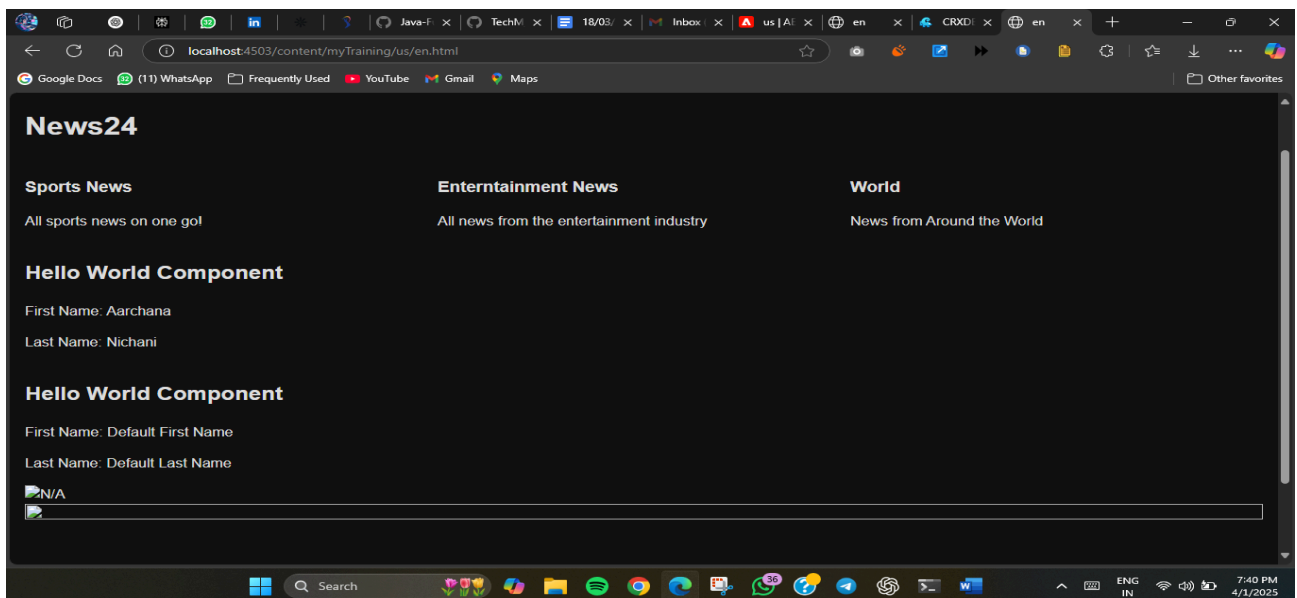 Java-F
TechM
18/03/
Inbox
us | AE
en
CRXDE
en
localhost:4503/content/myTraining/us/en.html
Google Docs
(11) WhatsApp
Frequently Used
YouTube
Gmail
Maps
Other favorites
News24
Sports News Enterntainment News World
All sports news on one go! All news from the entertainment industry News from Around the World
Hello World Component
First Name: Aarchana
Last Name: Nichani
Hello World Component
First Name: Default First Name
Last Name: Default Last Name
N/A
Search
36
ENG
IN
7:40 PM
4/1/2025